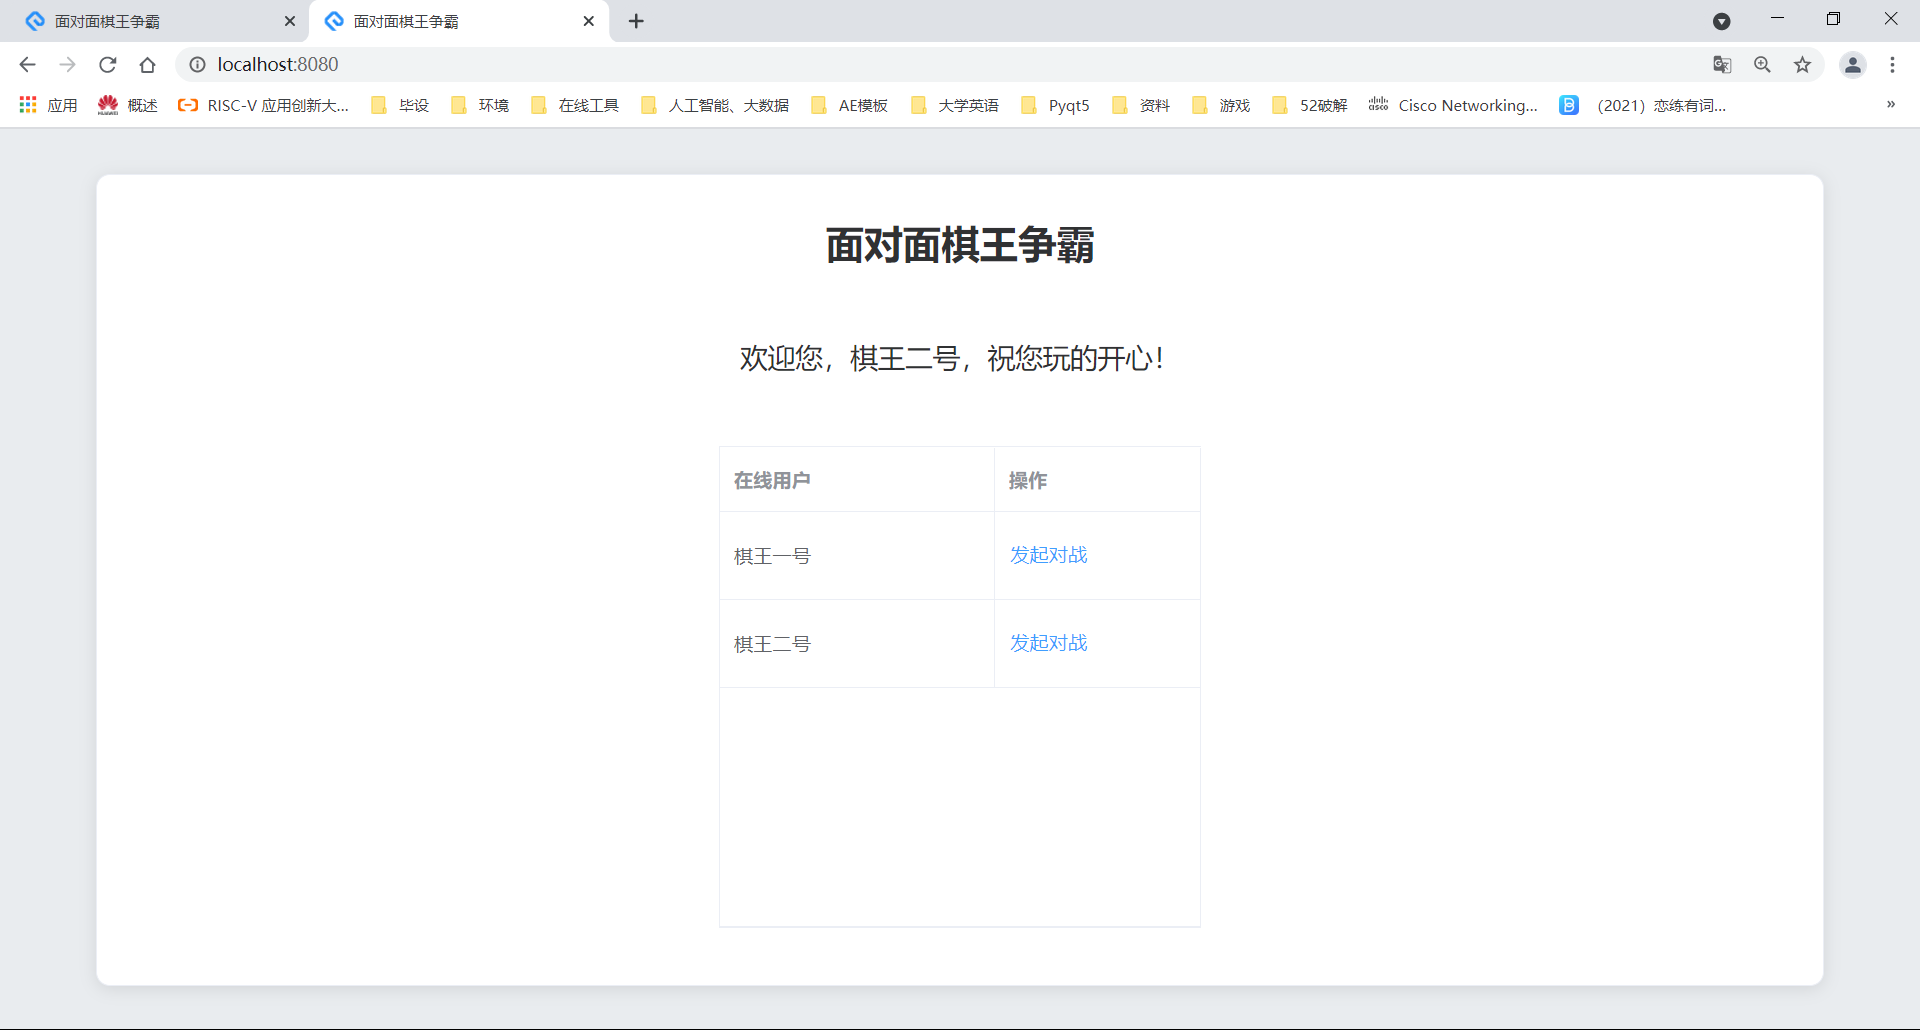 面对面棋王争霸
面对面棋王争霸
localhost:8080
应用
HUAWEI
概述
RISC-V 应用创新大...
毕设
环境
在线工具
人工智能、大数据
AE模板
大学英语
Pyqt5
资料
游戏
52破解
cisco
Cisco Networking...
(2021) 恋练有词...
»
面对面棋王争霸
欢迎您，棋王二号，祝您玩的开心！
在线用户 操作
棋王一号 发起对战
棋王二号 发起对战